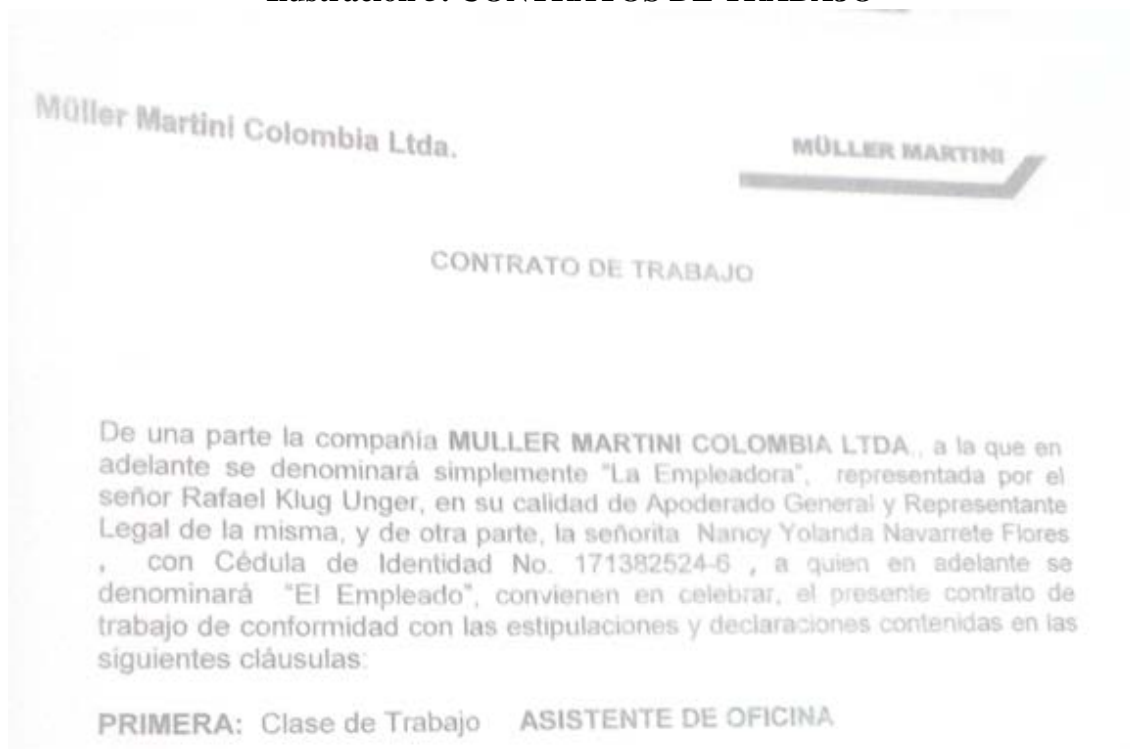 Müller Martini Colombia Ltda.
MÜLLER MARTINI
CONTRATO DE TRABAJO
De una parte la compañía MULLER MARTINI COLOMBIA LTDA., a la que en
adelante se denominará simplemente "La Empleadora", representada por el
señor Rafael Klug Unger, en su calidad de Apoderado General y Representante
Legal de la misma, y de otra parte, la señorita Nancy Yolanda Navarrete Flores
, con Cédula de Identidad No. 171382524-6 , a quien en adelante se
denominará "El Empleado", convienen en celebrar, el presente contrato de
trabajo de conformidad con las estipulaciones y declaraciones contenidas en las
siguientes cláusulas:
PRIMERA: Clase de Trabajo ASISTENTE DE OFICINA